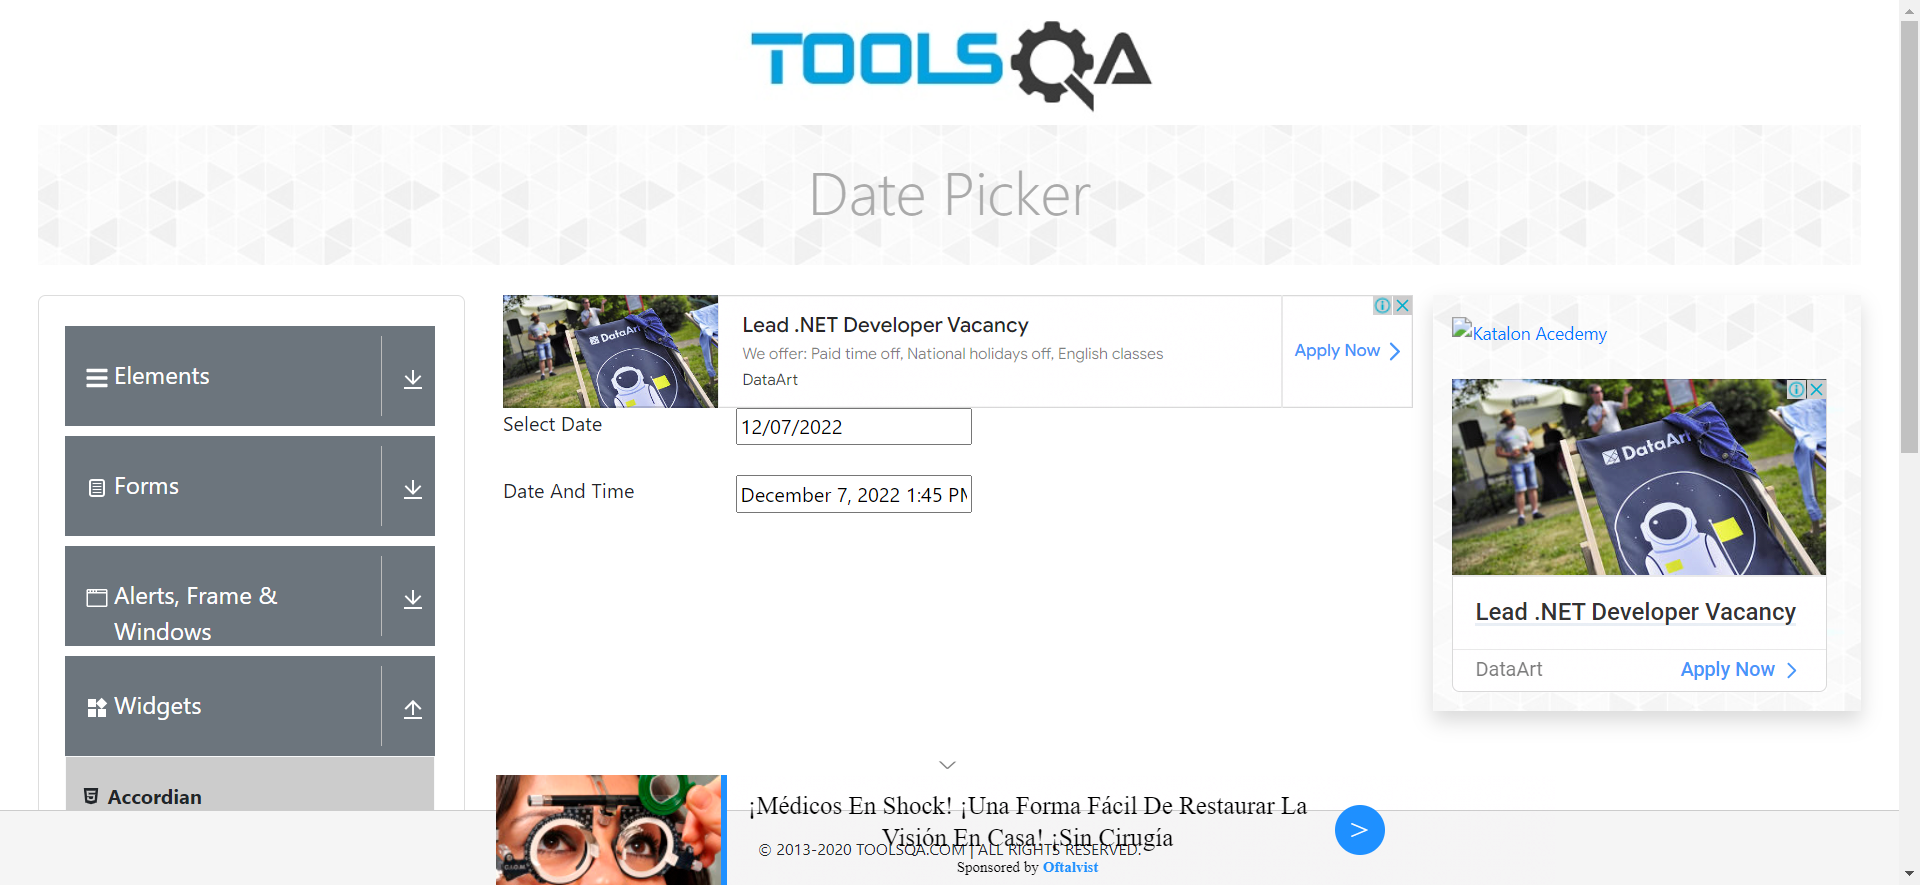 TOOLSQA
Date Picker
Elements
Forms
Alerts, Frame &
Windows
Widgets
Accordian
DataArt
Lead .NET Developer Vacancy
We offer: Paid time off, National holidays off, English classes
DataArt
Apply Now
Select Date
12/07/2022
Date And Time
December 7, 2022 1:45 PM
Katalon Acedemy
DataArt
Lead .NET Developer Vacancy
DataArt
Apply Now
¡Médicos En Shock! ¡Una Forma Fácil De Restaurar La
Visión En Casa! ¡Sin Cirugía
© 2013-2020 TOOLSQA.COM | ALL RIGHTS RESERVED.
Sponsored by Oftalvist